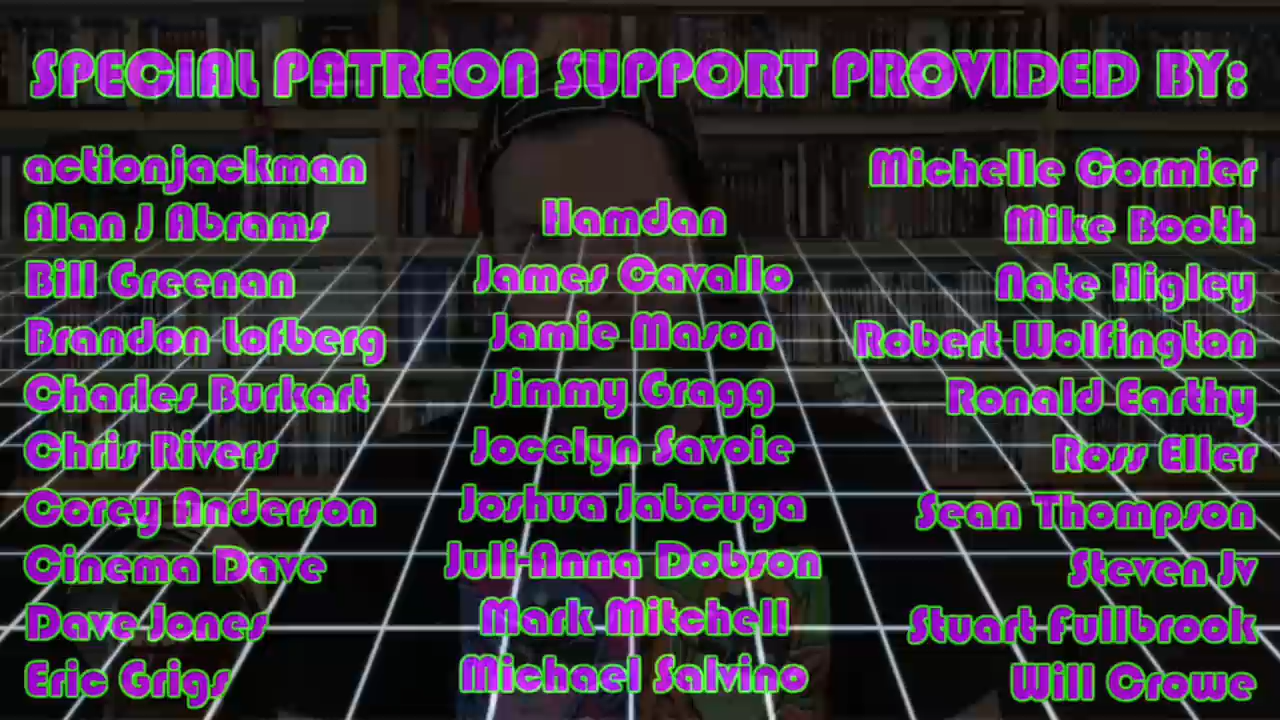 SPECIAL PATREON SUPPORT PROVIDED BY:
actionjackman
Alan J Abrams
Bill Greenan
Brandon Lofberg
Charles Burkart
Chris Rivers
Corey Anderson
Cinema Dave
Dave Jones
Eric Grigs
Hamdan
James Cavallo
Jamie Mason
Jimmy Gragg
Jocelyn Savoie
Joshua Jabcuga
Juli-Anna Dobson
Mark Mitchell
Michael Salvino
Michelle Cormier
Mike Booth
Nate Higley
Robert Wolfington
Ronald Earthy
Ross Eller
Sean Thompson
Steven Jv
Stuart Fullbrook
Will Crowe